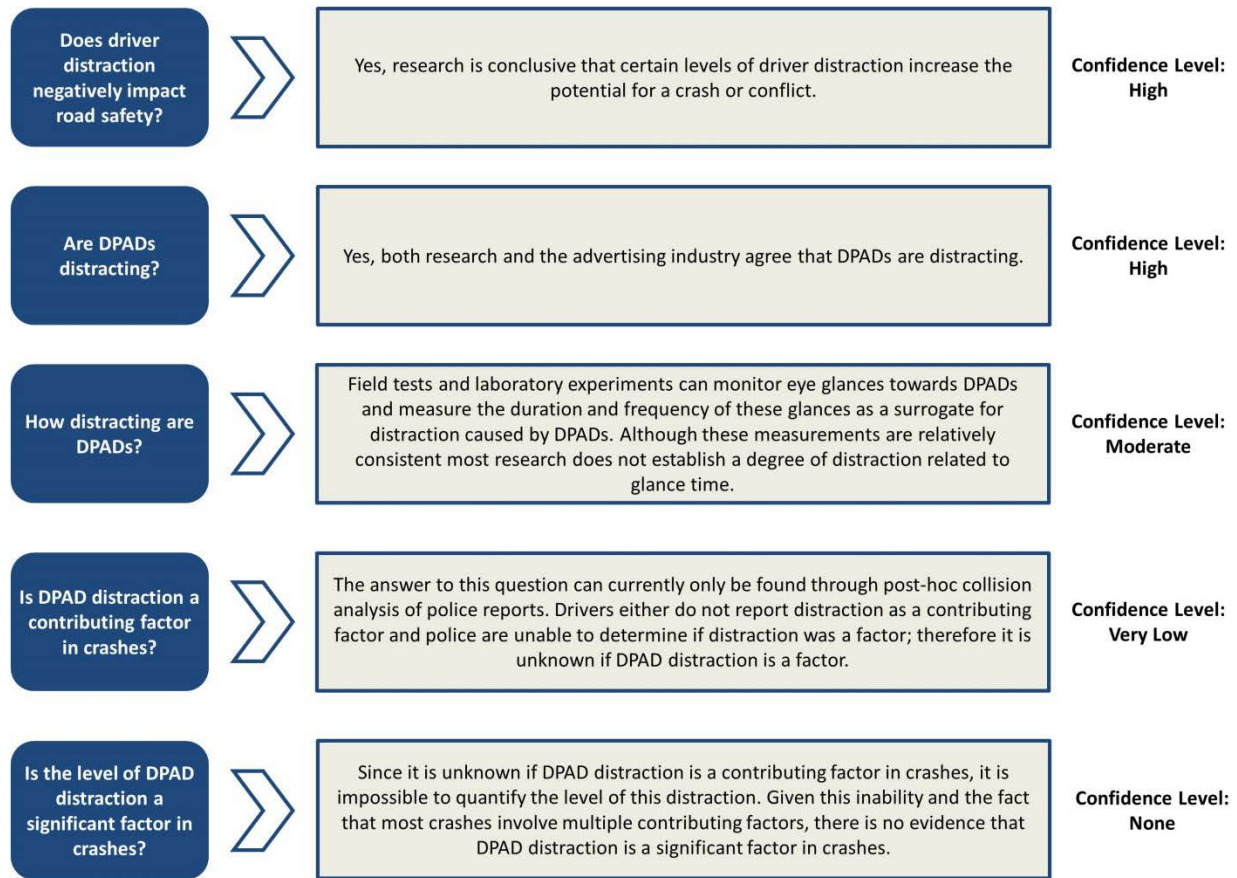 Does driver
distraction
negatively impact
road safety?
Yes, research is conclusive that certain levels of driver distraction increase the
potential for a crash or conflict.
Confidence Level:
High
Are DPADs
distracting?
Yes, both research and the advertising industry agree that DPADs are distracting.
Confidence Level:
High
How distracting are
DPADs?
Field tests and laboratory experiments can monitor eye glances towards DPADs
and measure the duration and frequency of these glances as a surrogate for
distraction caused by DPADs. Although these measurements are relatively
consistent most research does not establish a degree of distraction related to
glance time.
Confidence Level:
Moderate
Is DPAD distraction a
contributing factor
in crashes?
The answer to this question can currently only be found through post-hoc collision
analysis of police reports. Drivers either do not report distraction as a contributing
factor and police are unable to determine if distraction was a factor; therefore it is
unknown if DPAD distraction is a factor.
Confidence Level:
Very Low
Is the level of DPAD
distraction a
significant factor in
crashes?
Since it is unknown if DPAD distraction is a contributing factor in crashes, it is
impossible to quantify the level of this distraction. Given this inability and the fact
that most crashes involve multiple contributing factors, there is no evidence that
DPAD distraction is a significant factor in crashes.
Confidence Level:
None